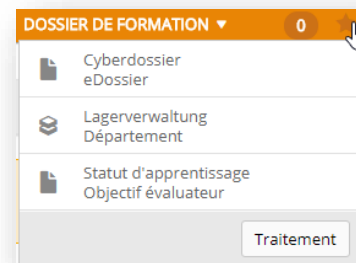 DOSSIER DE FORMATION ▼ 0
Cyberdossier
eDossier
Lagerverwaltung
Département
Statut d'apprentissage
Objectif évaluateur
Traitement